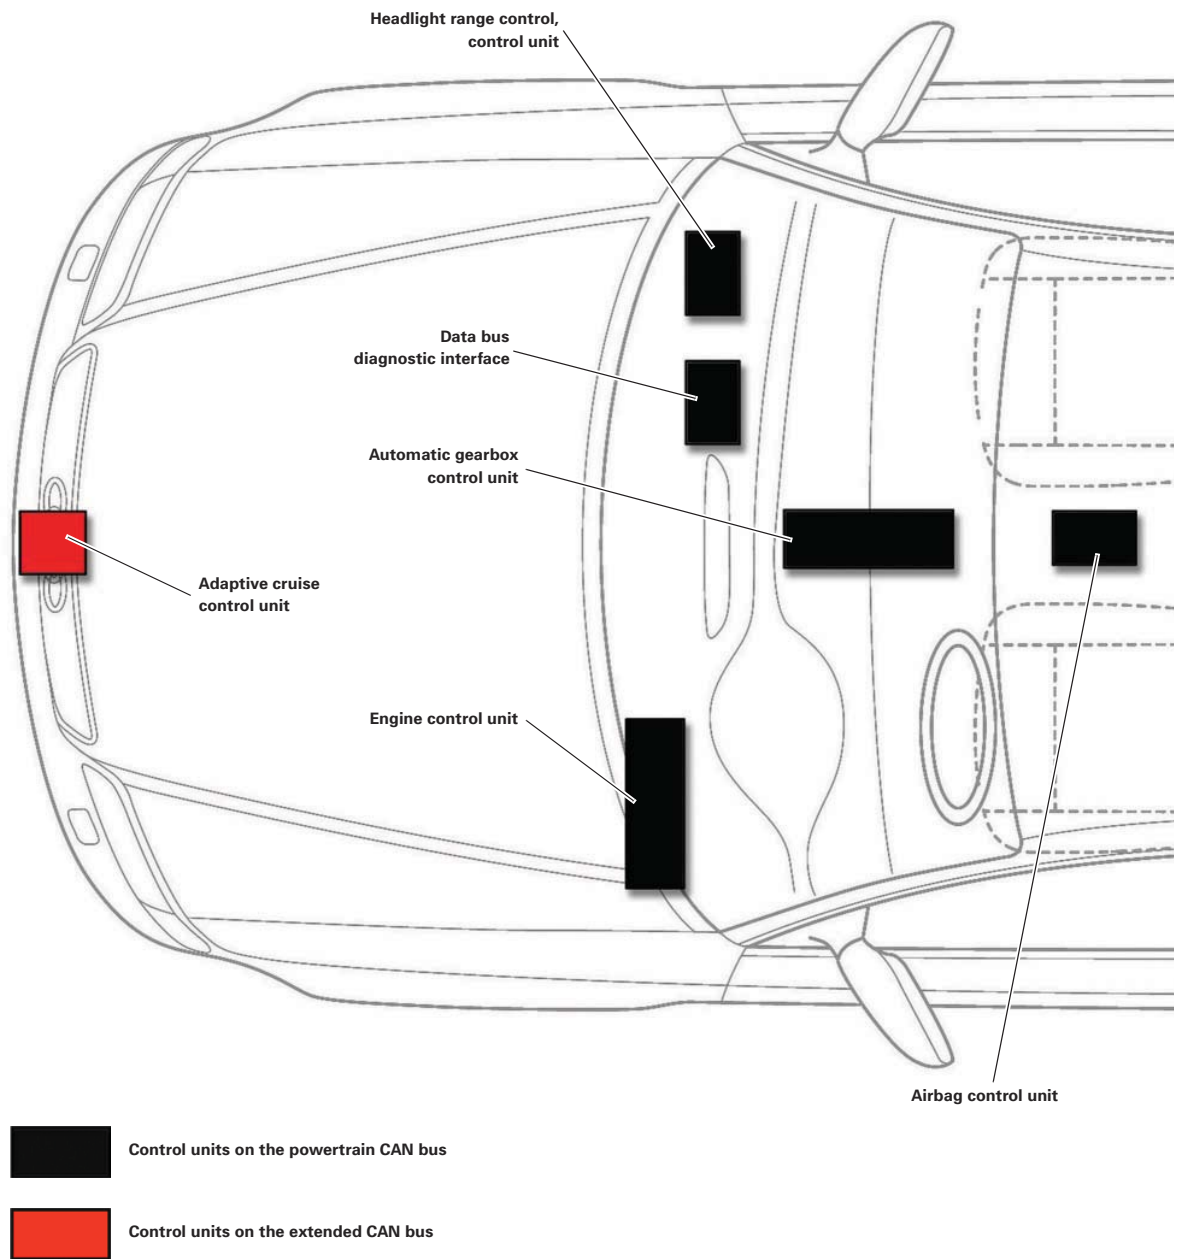 Headlight range control,
control unit
Data bus
diagnostic interface
Automatic gearbox
control unit
Adaptive cruise
control unit
Engine control unit
Airbag control unit
Control units on the powertrain CAN bus
Control units on the extended CAN bus